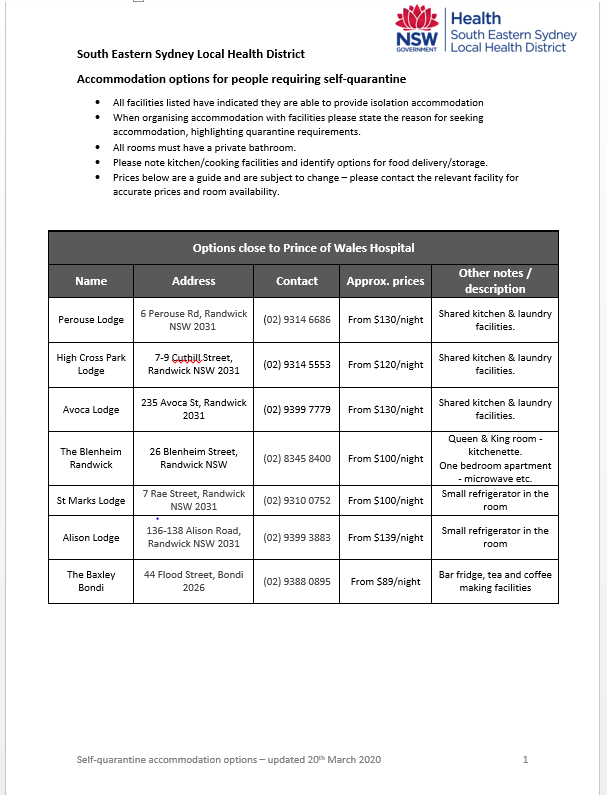 NSW
GOVERNMENT
Health
South Eastern Sydney
Local Health District
South Eastern Sydney Local Health District
Accommodation options for people requiring self-quarantine
• All facilities listed have indicated they are able to provide isolation accommodation
• When organising accommodation with facilities please state the reason for seeking
accommodation, highlighting quarantine requirements.
• All rooms must have a private bathroom.
• Please note kitchen/cooking facilities and identify options for food delivery/storage.
• Prices below are a guide and are subject to change – please contact the relevant facility for
accurate prices and room availability.
Options close to Prince of Wales Hospital
Name
Address
Contact
Approx. prices
Other notes /
description
Perouse Lodge
6 Perouse Rd, Randwick
NSW 2031
(02) 9314 6686
From $130/night
Shared kitchen & laundry
facilities.
High Cross Park
Lodge
7-9 Cuthill Street,
Randwick NSW 2031
(02) 9314 5553
From $120/night
Shared kitchen & laundry
facilities.
Avoca Lodge
235 Avoca St, Randwick
2031
(02) 9399 7779
From $130/night
Shared kitchen & laundry
facilities.
The Blenheim
Randwick
26 Blenheim Street,
Randwick NSW
(02) 8345 8400
From $100/night
Queen & King room -
kitchenette.
One bedroom apartment
- microwave etc.
St Marks Lodge
7 Rae Street, Randwick
NSW 2031
(02) 9310 0752
From $100/night
Small refrigerator in the
room
Alison Lodge
136-138 Alison Road,
Randwick NSW 2031
(02) 9399 3883
From $139/night
Small refrigerator in the
room
The Baxley
Bondi
44 Flood Street, Bondi
2026
(02) 9388 0895
From $89/night
Bar fridge, tea and coffee
making facilities
Self-quarantine accommodation options – updated 20th March 2020
1